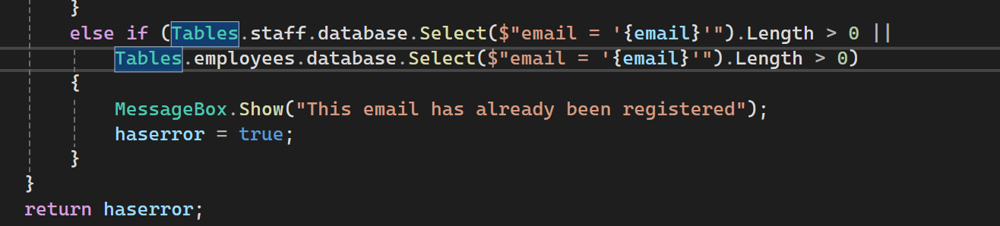 }
else if (Tables.staff.database.Select($"email = '{email}'").Length > 0 ||
Tables.employees.database.Select($"email = '{email}'").Length > 0)
{
MessageBox.Show("This email has already been registered");
haserror = true;
}
}
return haserror;